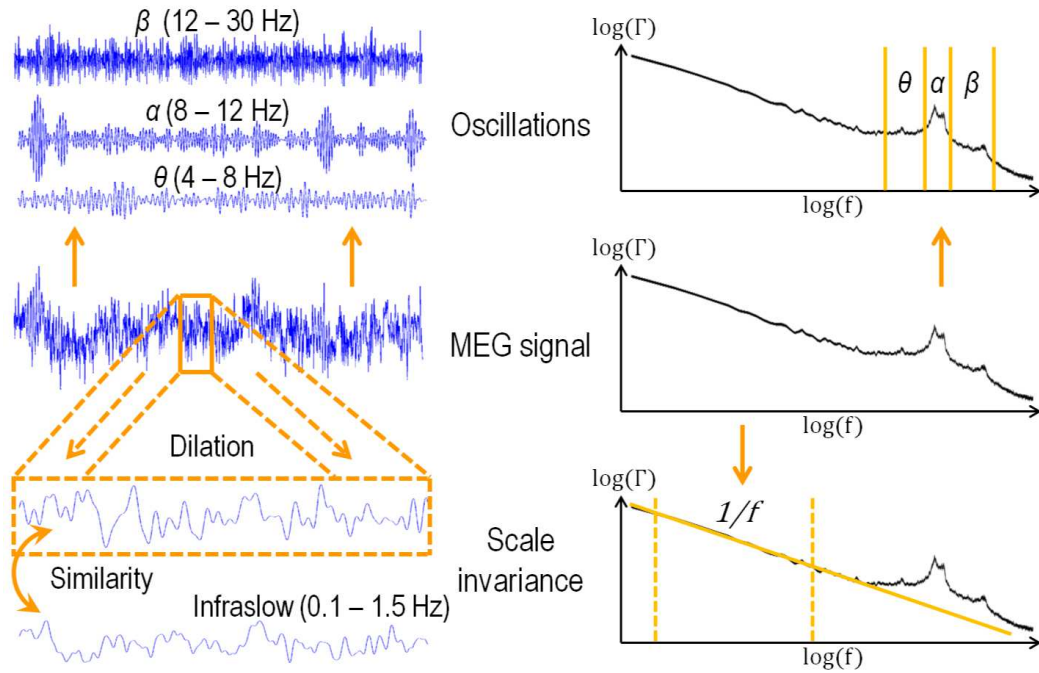 β (12 – 30 Hz)
α (8 – 12 Hz)
θ (4 – 8 Hz)
Oscillations
log(Γ)
θ
α
β
log(f)
MEG signal
log(Γ)
log(f)
Dilation
Similarity
Infraslow (0.1 – 1.5 Hz)
Scale
invariance
log(Γ)
1/f
log(f)